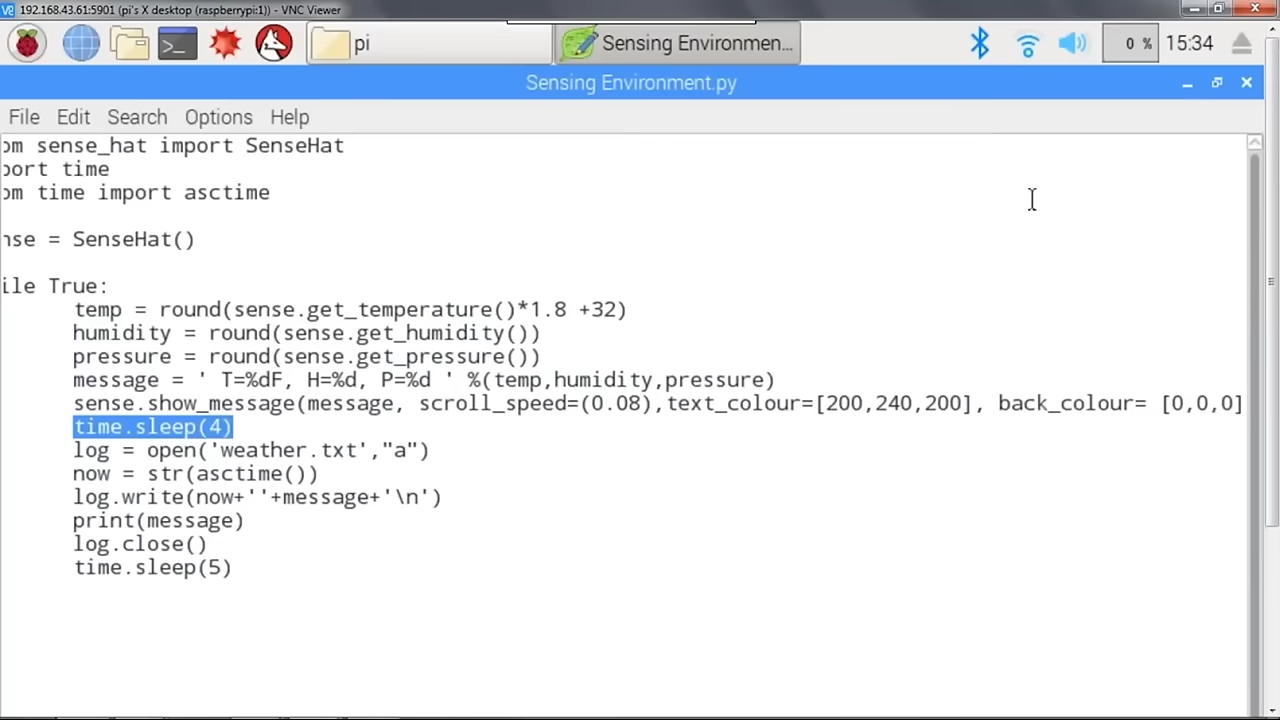 192.168.43.61:5901 (pi's X desktop (raspberrypi:1)) - VNC Viewer
pi
Sensing Environmen...
0 %
15:34
Sensing Environment.py
File Edit Search Options Help
om sense_hat import SenseHat
port time
om time import asctime
nse = SenseHat()
ile True:
temp = round(sense.get_temperature()*1.8 +32)
humidity = round(sense.get_humidity())
pressure = round(sense.get_pressure())
message = ' T=%dF, H=%d, P=%d ' %(temp,humidity,pressure)
sense.show_message(message, scroll_speed=(0.08),text_colour=[200,240,200], back_colour= [0,0,0]
time.sleep(4)
log = open('weather.txt',"a")
now = str(asctime())
log.write(now+''+message+'\n')
print(message)
log.close()
time.sleep(5)